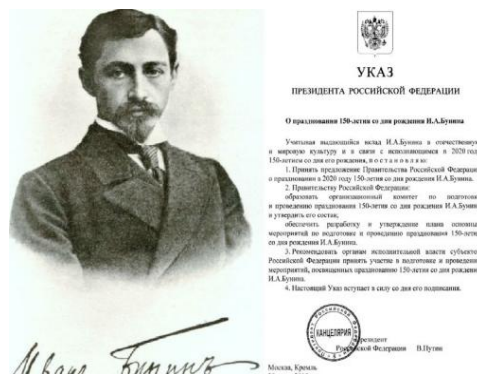 Иван Бунинъ
УКАЗ
ПРЕЗИДЕНТА РОССИЙСКОЙ ФЕДЕРАЦИИ
О праздновании 150-летия со дня рождения И.А.Бунина
Учитывая выдающийся вклад И.А.Бунина в отечественную
и мировую культуру и в связи с исполняющимся в 2020 году
150-летием со дня его рождения, п о с т а н о в л я ю:
1. Принять предложение Правительства Российской Федерации
о праздновании в 2020 году 150-летия со дня рождения И.А.Бунина.
2. Правительству Российской Федерации:
образовать организационный комитет по подготовке
и проведению празднования 150-летия со дня рождения И.А.Бунина
и утвердить его состав;
обеспечить разработку и утверждение плана основных
мероприятий по подготовке и проведению празднования 150-летия
со дня рождения И.А.Бунина.
3. Рекомендовать органам исполнительной власти субъектов
Российской Федерации принять участие в подготовке и проведении
мероприятий, посвященных празднованию 150-летия со дня рождения
И.А.Бунина.
4. Настоящий Указ вступает в силу со дня его подписания.
КАНЦЕЛЯРИЯ
Президент
Российской Федерации В.Путин
Москва, Кремль